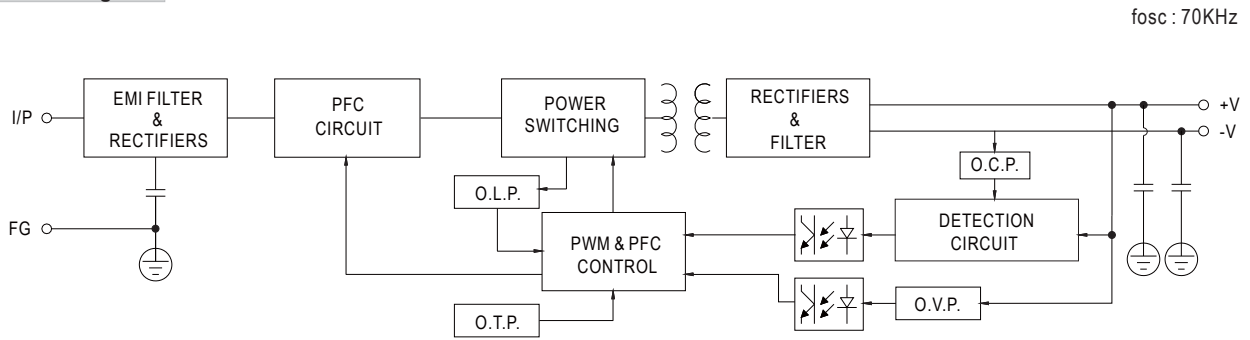 fosc : 70KHz
I/P
EMI FILTER
&
RECTIFIERS
PFC
CIRCUIT
POWER
SWITCHING
RECTIFIERS
&
FILTER
+V
-V
O.C.P.
O.L.P.
FG
PWM & PFC
CONTROL
DETECTION
CIRCUIT
O.V.P.
O.T.P.